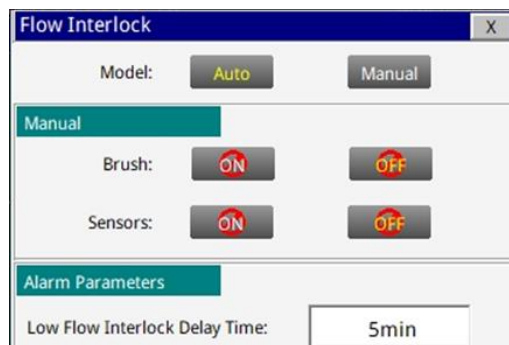 Flow Interlock X
Model: Auto Manual
Manual
Brush: ON OFF
Sensors: ON OFF
Alarm Parameters
Low Flow Interlock Delay Time: 5min